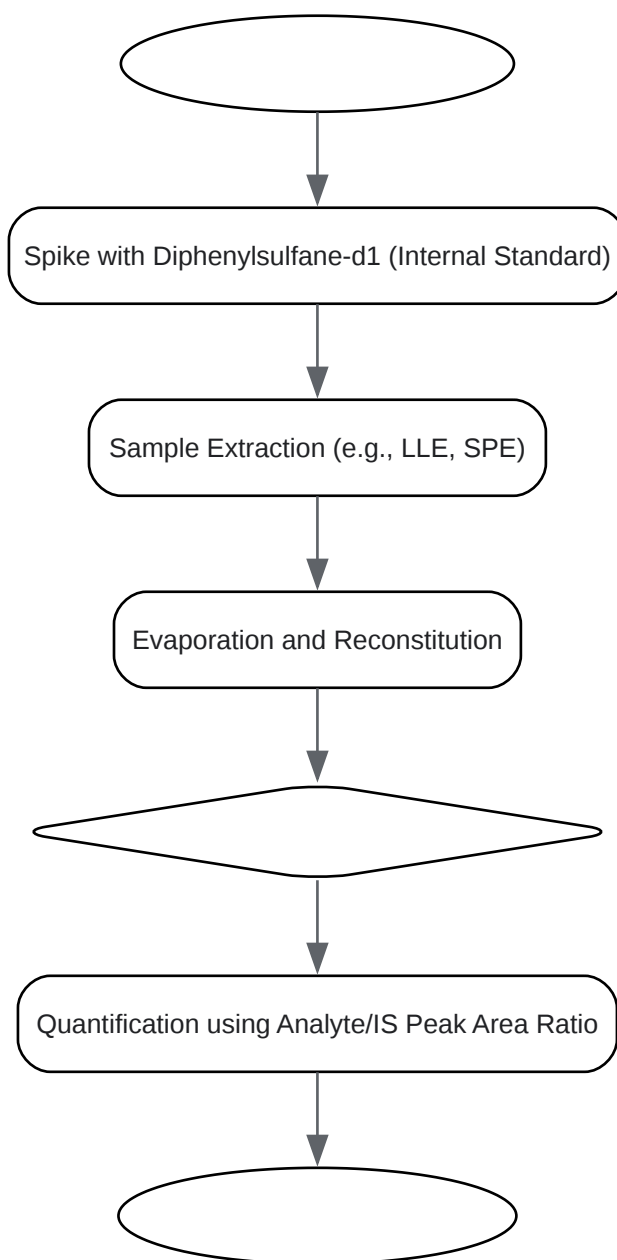 Spike with Diphenylsulfane-d1 (Internal Standard)
Sample Extraction (e.g., LLE, SPE)
Evaporation and Reconstitution
Quantification using Analyte/IS Peak Area Ratio